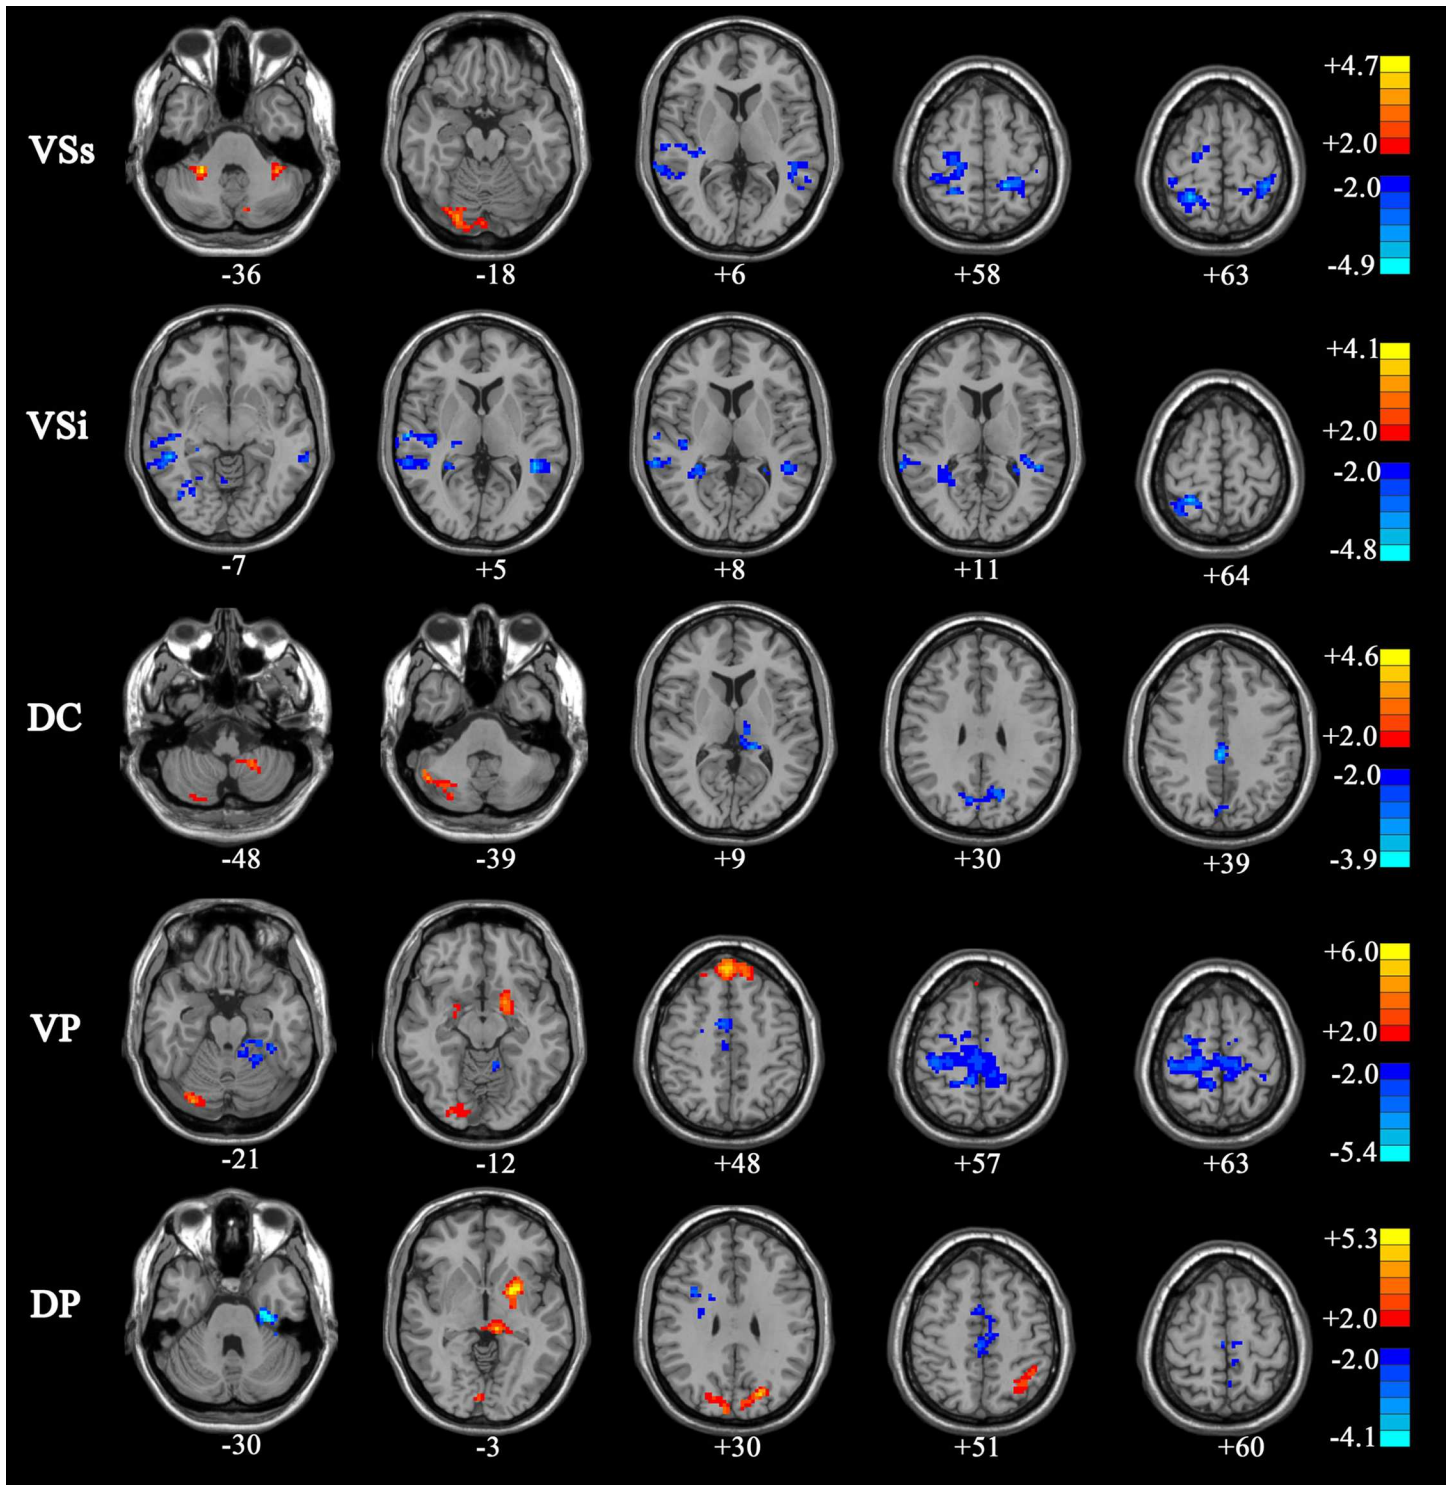 VSs
-36 -18 +6 +58 +63
+4.7
+2.0
-2.0
-4.9
VSi
-7 +5 +8 +11 +64
+4.1
+2.0
-2.0
-4.8
DC
-48 -39 +9 +30 +39
+4.6
+2.0
-2.0
-3.9
VP
-21 -12 +48 +57 +63
+6.0
+2.0
-2.0
-5.4
DP
-30 -3 +30 +51 +60
+5.3
+2.0
-2.0
-4.1